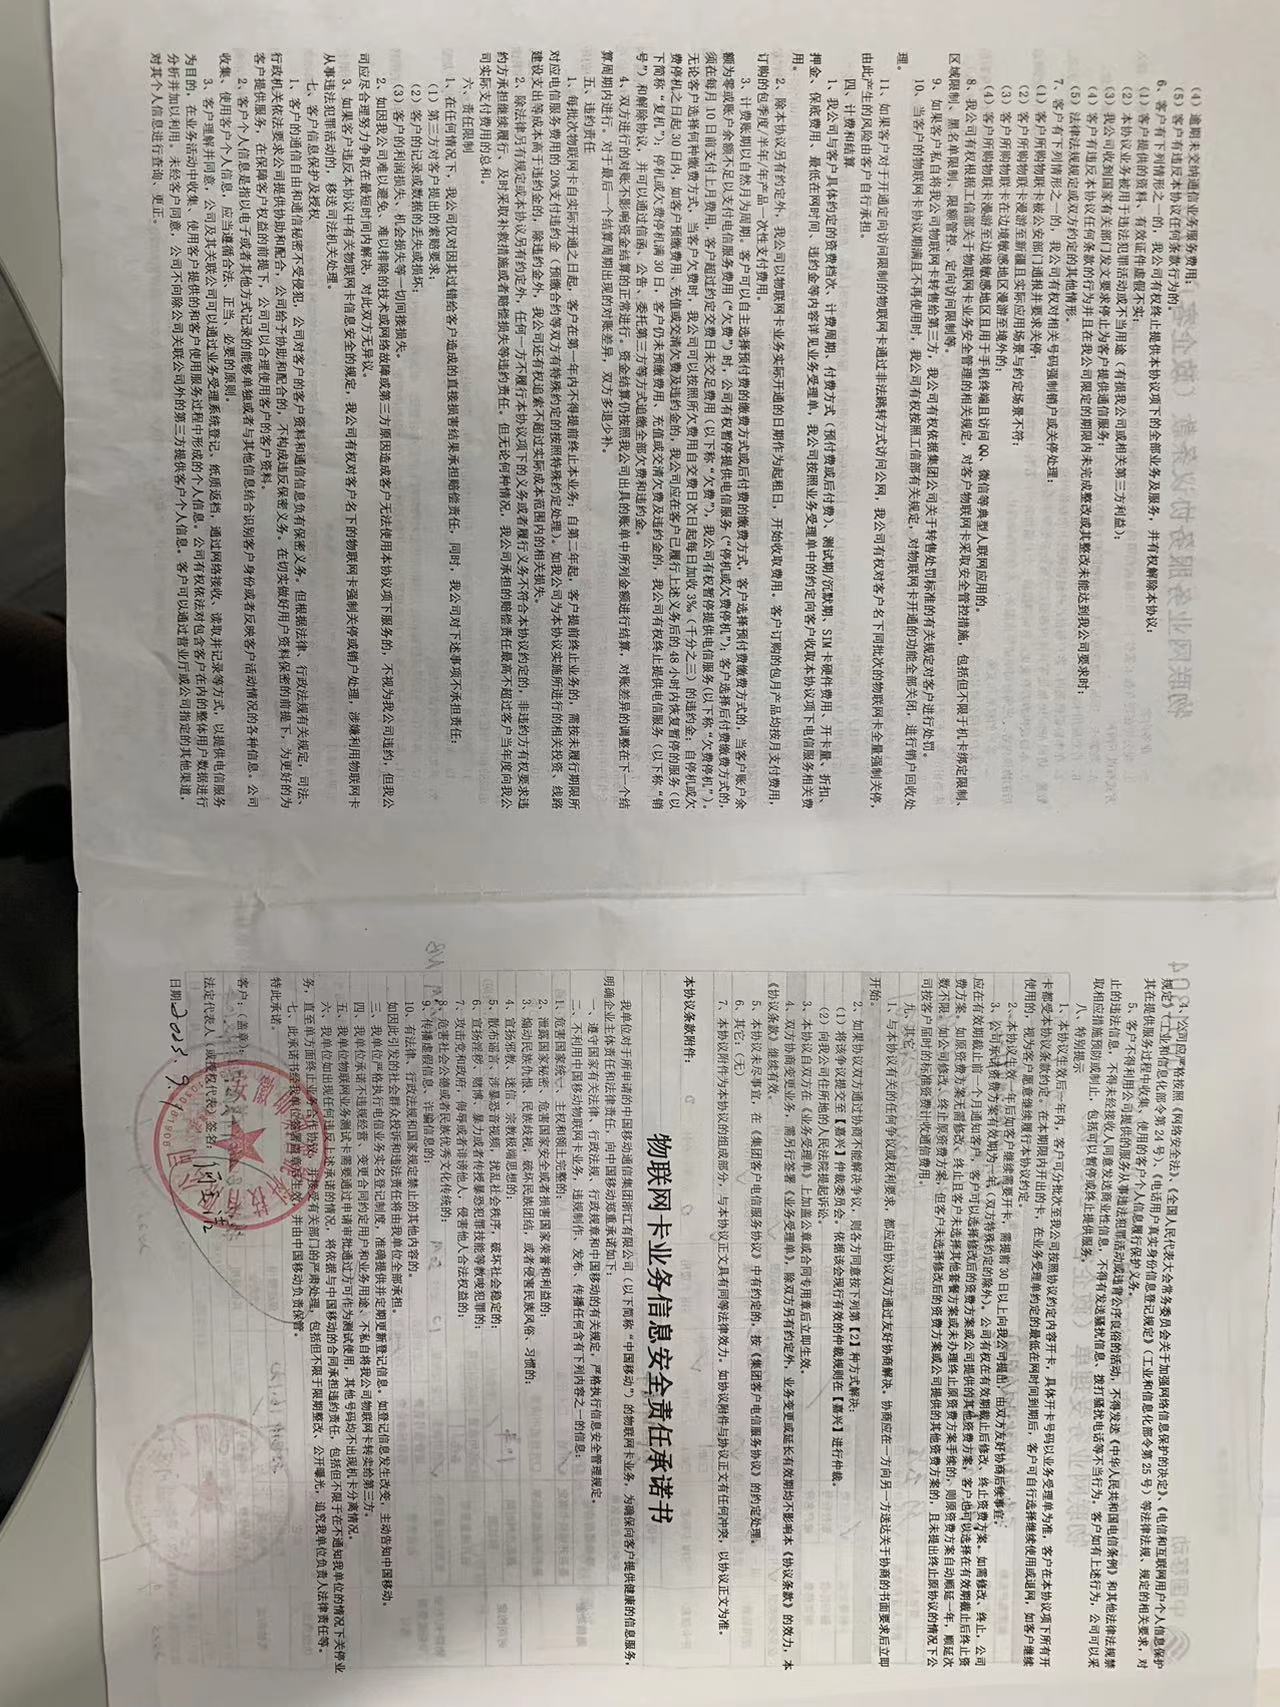 (4)逾期未交纳通信业务服务费用;
(5)客户有违反本协议任何条款行为的。
6、客户有下列情形之一的,我公司有权终止提供本协议项下的全部业务及服务,并有权解除本协议:
(1)客户提供的资料、有效证件虚假不实;
(2)本协议业务被用于违法犯罪活动或不当用途(有损我公司或相关第三方利益);
(3)我公司收到国家有关部门发文要求停止为客户提供通信服务;
(4)客户有违反本协议任何条款的行为并且在我公司限定的期限内未完成整改或其整改未能达到我公司要求时;
(5)法律法规规定或双方约定的其他情形。
7、客户有下列情形之一的,我公司有权对相关号码强制销户或关停处理:
(1)客户所购物联卡被公安部门通报并要求关停;
(2)客户所购物联卡漫游至新疆且实际应用场景与约定场景不符;
(3)客户所购物联卡在边境敏感地区漫游至境外的;
(4)客户所购物联卡漫游至边境敏感地区且用于手机终端且访问QQ、微信等典型人联网应用的。
8、我公司有权根据工信部关于物联网卡业务安全管理的相关规定,对客户物联网卡采取安全管控措施,包括但不限于机卡绑定限制、
区域限制、黑名单限制、限额管控、定向访问限制等。
9、如果客户私自将我公司物联网卡转售给第三方,我公司有权依据集团公司关于转售处罚标准的有关规定对客户进行处罚。
10、当客户的物联网卡协议期满且不再使用时,我公司有权按照工信部有关规定,对物联网卡开通的功能全部关闭,进行销户回收处
理。
11、如果客户对于开通定向访问限制的物联网卡通过非法跳转方式访问公网,我公司有权对客户名下同批次的物联网卡全量强制关停,
由此产生的风险由客户自行承担。
四、计费和结算
1、我公司与客户具体约定的资费档次、计费周期、付费方式(预付费或后付费)、测试期/沉默期、SIM卡硬件费用、开卡量、折扣、
押金、保底费用、最低在网时间、违约金等内容详见业务受理单,我公司按照业务受理单中的约定向客户收取本协议项下电信服务相关费
用。
2、除本协议另有约定外,我公司以物联网卡业务实际开通的日期作为起租日,开始收取费用。客户订购的包月产品均按月支付费用,
订购的包季度/半年/年产品一次性支付费用。
3、计费账期以自然月为周期。客户可以自主选择预付费的缴费方式或后付费的缴费方式,客户选择预付费缴费方式的,当客户账户余
额为零或账户余额不足以支付电信服务费用(“欠费”)时,公司有权暂停提供电信服务(“停机或欠费停机”);客户选择后付费缴费方式的,
须在每月10日前支付上月费用,客户超过约定交费日未交足费用(以下称“欠费”),我公司有权暂停提供电信服务(以下称“欠费停机”)。
无论客户选择何种缴费方式,当客户欠费时,我公司可以按照所欠费用自交费日次日起每日加收3‰(千分之三)的违约金;自停机或欠
费停机之日起30日内,如客户预缴费用、充值或交清欠费及违约金的,我公司应在客户已履行上述义务后的48小时内恢复暂停的服务(以
下简称“复机”);停机或欠费停机满30日,客户仍未预缴费用、充值或交清欠费及违约金的,我公司有权终止提供电信服务(以下称“销
号”)和解除协议,并可以通过信函、公告、委托第三方等方式追缴全部欠费和违约金。
4、双方进行的对账不影响资金结算的正常进行。资金结算仍按照我公司出具的账单中所列金额进行结算,对账差异的调整在下一个结
算周期内进行。对于最后一个结算周期出现的对账差异,双方多退少补。
五、违约责任
1、每批次物联网卡自实际开通之日起,客户在第一年内不得提前终止本业务;自第二年起,客户提前终止业务的,需按未履行期限所
对应电信服务费用的20%支付违约金(预缴合约等双方有特殊约定的按照特殊约定处理)。如我公司为本协议实施所进行的相关投资、线路
建设支出等成本高于违约金的,除违约金外,我公司还有权追索不超过实际成本范围内的相关损失。
2、除法律另有规定或本协议另有约定外,任何一方不履行本协议项下的义务或者履行义务不符合本协议约定的,非违约方有权要求违
约方承担继续履行、及时采取补救措施或者赔偿损失等违约责任。但无论何种情况,我公司承担的赔偿责任最高不超过客户当年度向我公
司实际支付费用的总和。
六、责任限制
1、在任何情况下,我公司仅对因其过错给客户造成的直接损害结果承担赔偿责任,同时,我公司对下述事项不承担责任:
(1)第三方对客户提出的索赔要求;
(2)客户的记录或数据的丢失或损坏;
(3)客户的利润损失、机会损失等一切间接损失。
2、如因我公司难以避免、难以排除的技术或网络故障或第三方原因造成客户无法使用本协议项下服务的,不视为我公司违约,但我公
司应尽合理努力争取在最短时间内解决,对此双方无异议。
3、如果客户违反本协议中有关物联网卡信息安全的规定,我公司有权对客户名下的物联网卡强制关停或销户处理,涉嫌利用物联网卡
从事违法犯罪活动的,移送司法机关处理。
七、客户信息保护及授权
1、客户的通信自由和通信秘密不受侵犯,公司对客户的客户资料和通信信息负有保密义务。但根据法律、行政法规有关规定,司法、
行政机关依法要求公司提供协助和配合,公司给予协助和配合的,不构成违反保密义务。在切实做好用户资料保密的前提下,为更好的为
客户提供服务,在保障客户权益的前提下,公司可以合理使用客户的客户资料。
2、客户个人信息是指以电子或者其他方式记录的能够单独或者与其他信息结合识别客户身份或者反映客户活动情况的各种信息。公司
收集、使用客户个人信息,应当遵循合法、正当、必要的原则。
3、客户理解并同意,公司及其关联公司可以通过业务受理系统登记、纸质返档,通过网络接收、读取并记录等方式,以提供电信服务
为目的,在业务活动中收集、使用客户提供的和客户使用服务过程中形成的个人信息。公司有权依法对包含客户在内的整体用户数据进行
分析并加以利用。未经客户同意,公司不向除公司关联公司外的第三方提供客户个人信息。客户可以通过营业厅或公司指定的其他渠道,
对其个人信息进行查询、更正。
4、公司应严格按照《网络安全法》、《全国人民代表大会常务委员会关于加强网络信息保护的决定》、《电信和互联网用户个人信息保护
规定》(工业和信息化部令第24号)、《电话用户真实身份信息登记规定》(工业和信息化部令第25号)等法律法规、规定的相关要求,对
其在提供服务过程中收集、使用的客户个人信息履行保护义务。
5、客户不得利用公司提供的服务从事违法犯罪活动或违背公序良俗的活动,不得发送《中华人民共和国电信条例》和其他法律法规禁
止的违法信息,不得未经接收人同意发送商业性信息,不得有发送骚扰信息、拨打骚扰电话等不当行为。客户如有上述行为,公司可以采
取相应措施预防或制止,包括可以暂停或终止提供服务。
八、特别提示
1、本协议生效后一年内,客户可分批次至我公司按照协议约定内容开卡,具体开卡号码以业务受理单为准,客户在本协议项下所有开
卡都受本协议条款约定。在本期限内开出的卡,在业务受理单约定的最低在网时间到期后,客户可自行选择继续使用或退网,如客户继续
使用的,视为客户愿意继续履行本协议约定。
2、本协议生效一年后如客户继续需要开卡,需提前30日以上向我公司提出,由双方友好协商后续事宜。
3、公司承诺资费方案有效期为一年(双方特殊约定的除外)。公司有权在有效期截止后修改、终止资费方案。如需修改、终止,公司
应在有效期截止前一个月通知客户,客户可以选择修改后的资费方案或公司提供的其他资费方案,客户也可以选择在有效期截止后终止资
费方案。如原资费方案无需修改、终止且客户未选择其他套餐方案或未办理终止原资费方案手续的,则原资费方案自动顺延一年,顺延次
数不限。如公司修改、终止原资费方案,但客户未选择修改后的资费方案或公司提供的其他资费方案的,且未提出终止原协议的情况下公
司按客户届时的标准资费计收通信费用。
九、其它
1、与本协议有关的任何争议或权利要求,都应由协议双方通过友好协商解决。协商应在一方向另一方送达关于协商的书面要求后立即
开始。
2、如果协议双方通过协商不能解决争议,则各方同意按下列第【2】种方式解决:
(1)将该争议提交至【嘉兴】仲裁委员会。依据该会现行有效的仲裁规则在【嘉兴】进行仲裁。
(2)向我公司住所地的人民法院提起诉讼。
3、本协议自双方在《业务受理单》上加盖公章或合同专用章后立即生效。
4、双方协商变更业务,需另行签署《业务受理单》,除双方另有约定外,业务变更或延长有效期均不影响本《协议条款》的效力,本
《协议条款》继续有效。
5、本协议未尽事宜,在《集团客户电信服务协议》中有约定的,按《集团客户电信服务协议》的约定处理。
6、其它:(无)
7、本协议附件为本协议的组成部分,与本协议正文具有同等法律效力。如协议附件与协议正文有任何冲突,以协议正文为准。
本协议条款附件:
物联网卡业务信息安全责任承诺书
我单位对于所申请的中国移动通信集团浙江有限公司(以下简称“中国移动”)的物联网卡业务,为确保向客户提供健康的信息服务,
明确企业主体责任和法律责任,向中国移动郑重承诺如下:
一、遵守国家有关法律、行政法规、行政规章和中国移动的有关规定,严格执行信息安全管理规定。
二、不利用中国移动物联网卡业务,违规制作、发布、传播任何含有下列内容之一的信息:
1、危害国家统一、主权和领土完整的;
2、泄露国家秘密、危害国家安全或者损害国家荣誉和利益的;
3、煽动民族仇恨、民族歧视,破坏民族团结,或者侵害民族风俗、习惯的;
4、宣扬邪教、迷信、宗教极端思想的;
5、散布谣言、涉暴恐音视频,扰乱社会秩序,破坏社会稳定的;
6、宣扬淫秽、赌博、暴力或者传授暴恐犯罪技能等教唆犯罪的;
7、攻击党和政府,侮辱或者诽谤他人,侵害他人合法权益的;
8、危害社会公德或者民族优秀文化传统的;
9、传播虚假信息、诈骗信息的;
10、有法律、行政法规和国家规定禁止的其他内容的。
如因此引发的社会群众投诉和违法责任将由我单位全部承担。
三、我单位严格执行电信业务实名登记制度,准确提供并定期更新登记信息。如登记信息发生改变,主动告知中国移动。
四、我单位承诺不违规经营、变更合同约定用户和业务用途、不私自将我公司物联网卡转卖给第三方。
五、我单位物联网业务测试卡需要通过申请审批通过方可作为测试使用,其他号码均不出现机卡分离情况。
六、我单位如出现任何违反上述承诺的情况,将依据与中国移动的合同承担违约责任,包括但不限于在不通知我单位的情况下关停业
务,直至单方面终止业务合作协议,并接受有关部门的严肃处理,包括但不限于限期整改、公开曝光,追究我单位负责人法律责任等。
七、此承诺书经我单位签署盖章后生效,并由中国移动负责保管。
特此承诺。
客户:(盖章):
法定代表人(或授权代表)签名:
日期:2023.9.1